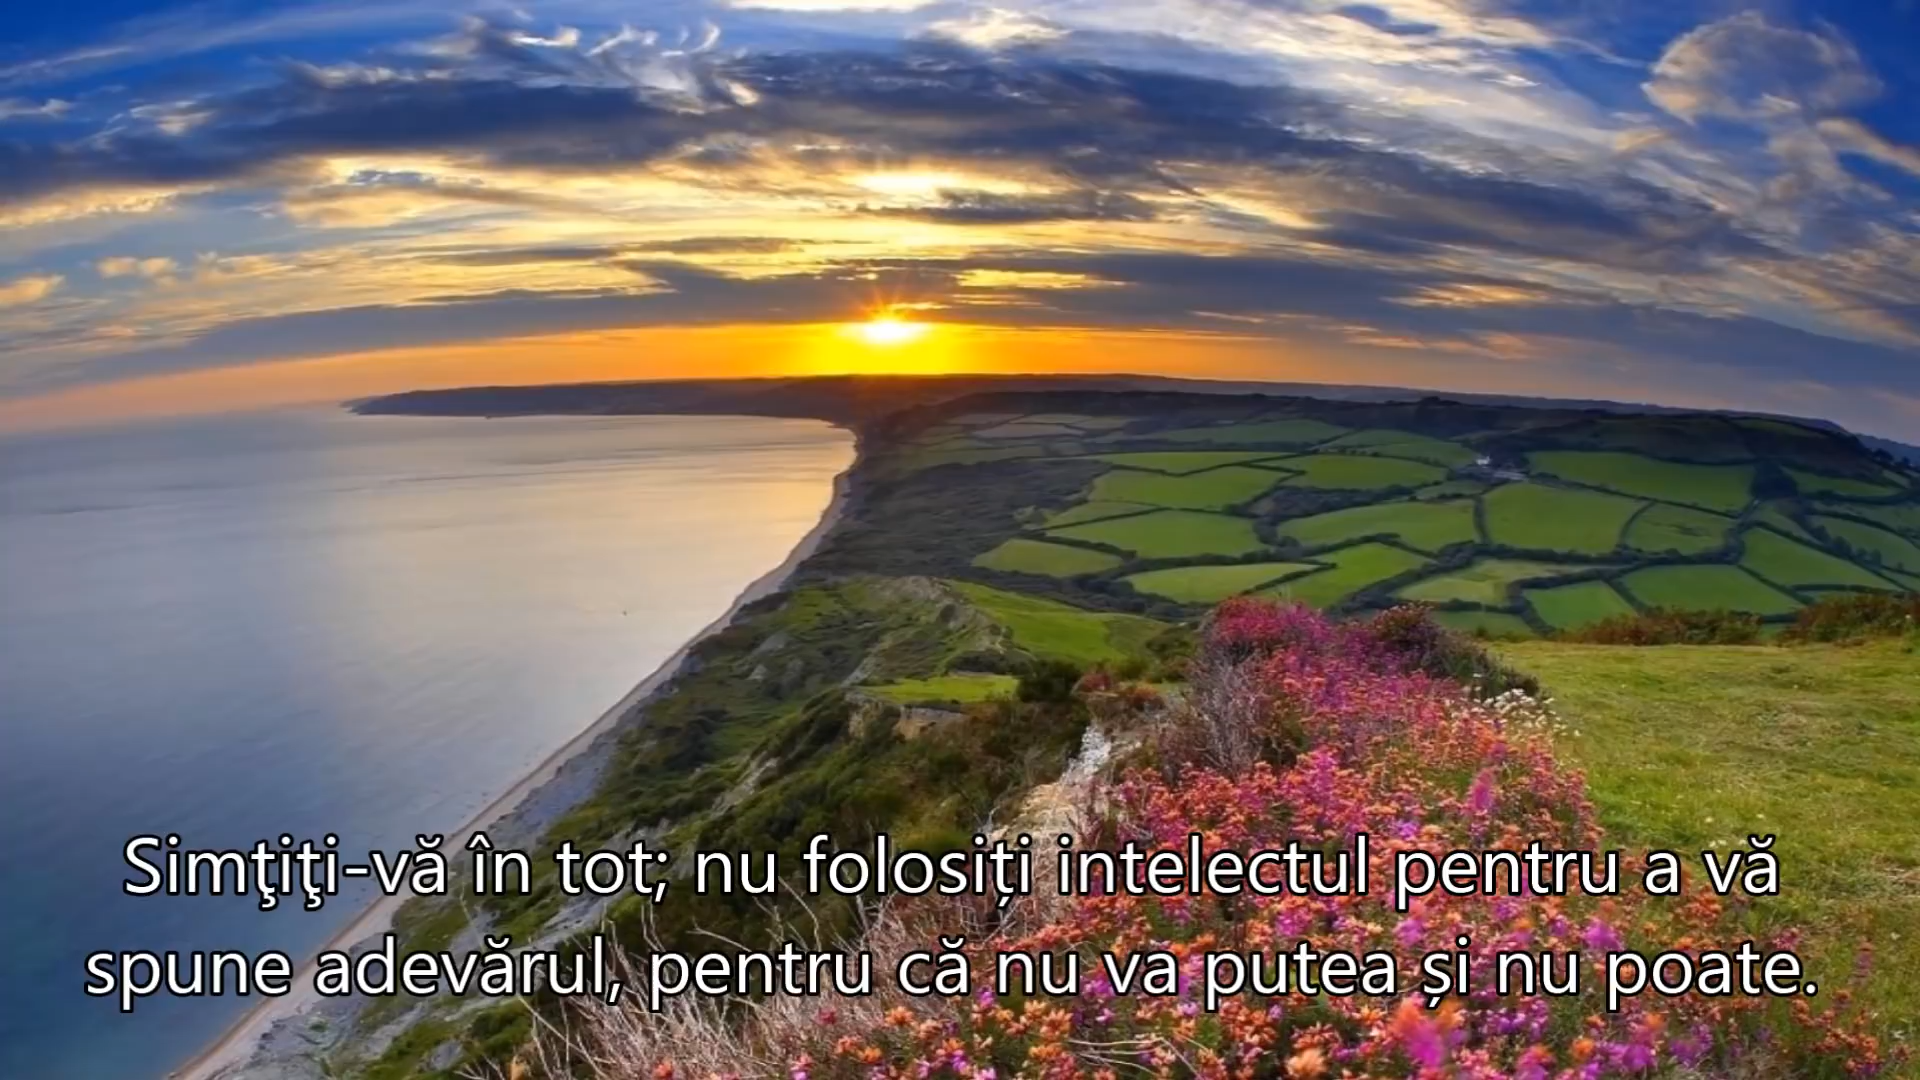 Simţiţi-vă în tot; nu folosiți intelectul pentru a vă
spune adevărul, pentru că nu va putea și nu poate.